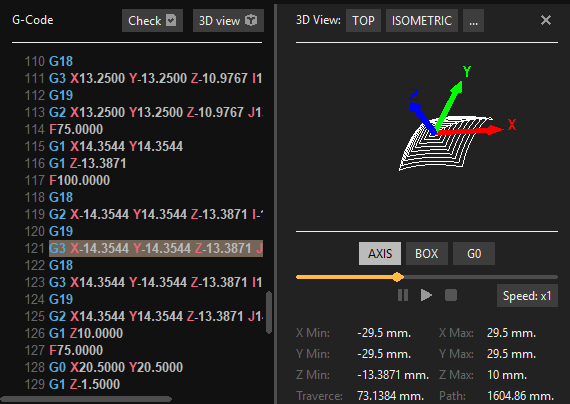 G-Code Check 3D view
110 G18
111 G3 X13.2500 Y-13.2500 Z-10.9767 I1
112 G19
113 G2 X13.2500 Y13.2500 Z-10.9767 J1
114 F75.0000
115 G1 X14.3544 Y14.3544
116 G1 Z-13.3871
117 F100.0000
118 G18
119 G2 X-14.3544 Y14.3544 Z-13.3871 I-
120 G19
121 G3 X-14.3544 Y-14.3544 Z-13.3871 J
122 G18
123 G3 X14.3544 Y-14.3544 Z-13.3871 I1
124 G19
125 G2 X14.3544 Y14.3544 Z-13.3871 J1
126 G1 Z10.0000
127 F75.0000
128 G0 X20.5000 Y20.5000
129 G1 Z-1.5000
3D View: TOP ISOMETRIC ...
Y
Z
X
AXIS BOX G0
Speed: x1
X Min: -29.5 mm. X Max: 29.5 mm.
Y Min: -29.5 mm. Y Max: 29.5 mm.
Z Min: -13.3871 mm. Z Max: 10 mm.
Traverce: 73.1384 mm. Path: 1604.86 mm.